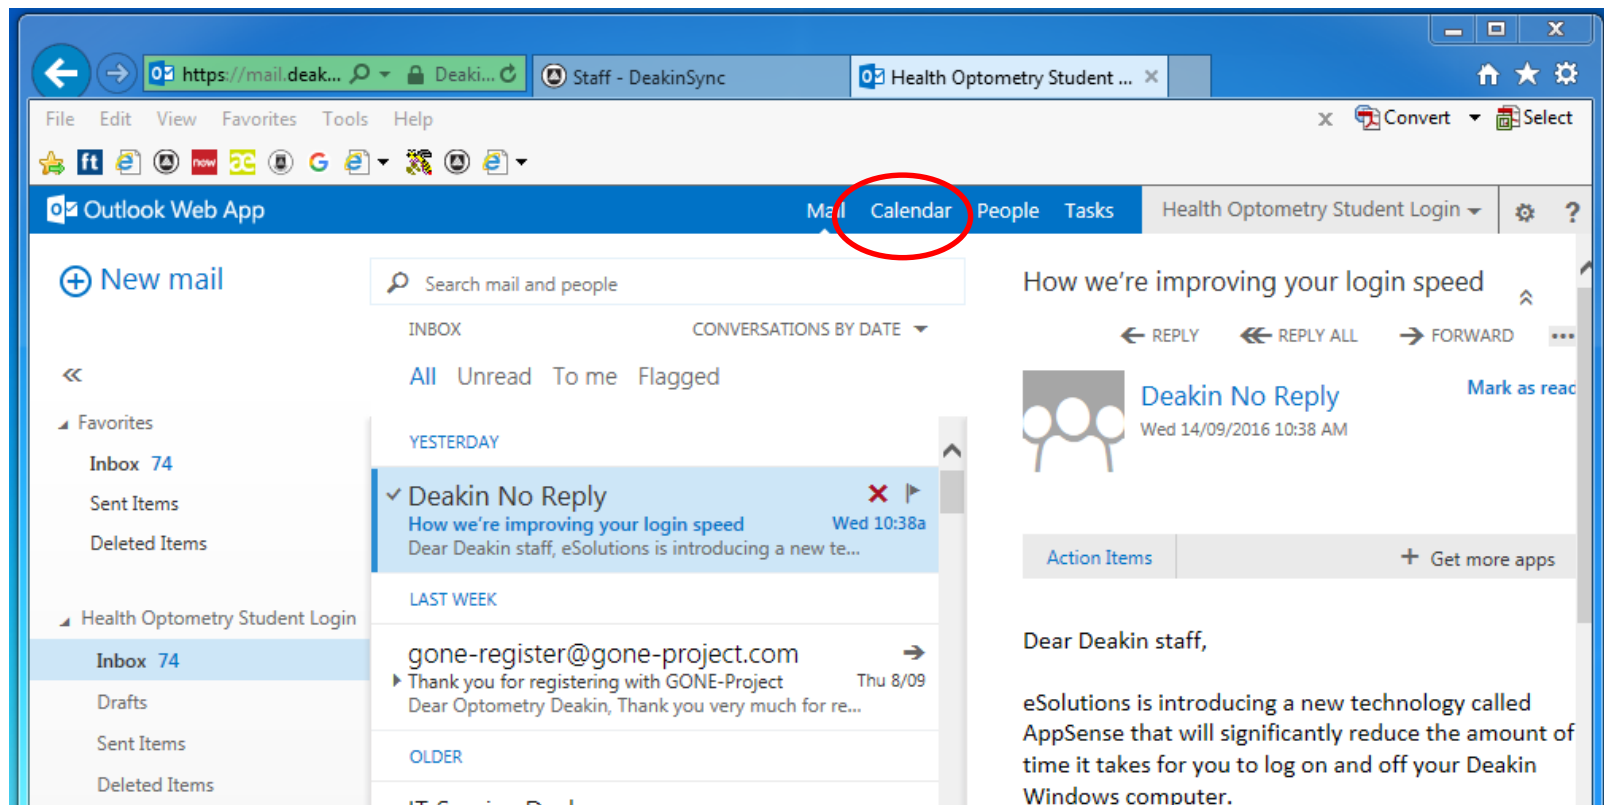 https://mail.deak... Deaki... Staff - DeakinSync Health Optometry Student ...
File Edit View Favorites Tools Help x Convert Select
ft now G
Outlook Web App Mail Calendar People Tasks Health Optometry Student Login ?
New mail
Search mail and people
INBOX CONVERSATIONS BY DATE
All Unread To me Flagged
Favorites
Inbox 74
Sent Items
Deleted Items
Health Optometry Student Login
Inbox 74
Drafts
Sent Items
Deleted Items
YESTERDAY
Deakin No Reply
How we're improving your login speed Wed 10:38a
Dear Deakin staff, eSolutions is introducing a new te...
LAST WEEK
gone-register@gone-project.com
Thank you for registering with GONE-Project Thu 8/09
Dear Optometry Deakin, Thank you very much for re...
OLDER
How we're improving your login speed
REPLY REPLY ALL FORWARD ...
Deakin No Reply Mark as read
Wed 14/09/2016 10:38 AM
Action Items + Get more apps
Dear Deakin staff,
eSolutions is introducing a new technology called
AppSense that will significantly reduce the amount of
time it takes for you to log on and off your Deakin
Windows computer.